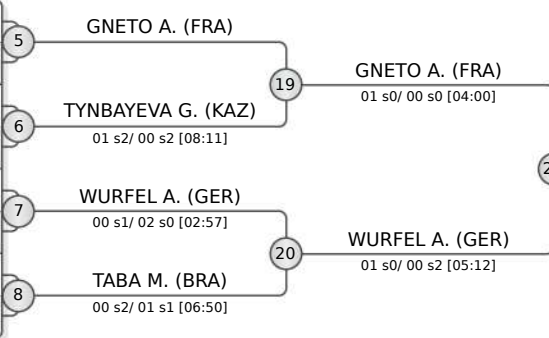 5
GNETO A. (FRA)
19
GNETO A. (FRA)
01 s0/ 00 s0 [04:00]
6
TYNBAYEVA G. (KAZ)
01 s2/ 00 s2 [08:11]
7
WURFEL A. (GER)
00 s1/ 02 s0 [02:57]
20
WURFEL A. (GER)
01 s0/ 00 s2 [05:12]
8
TABA M. (BRA)
00 s2/ 01 s1 [06:50]